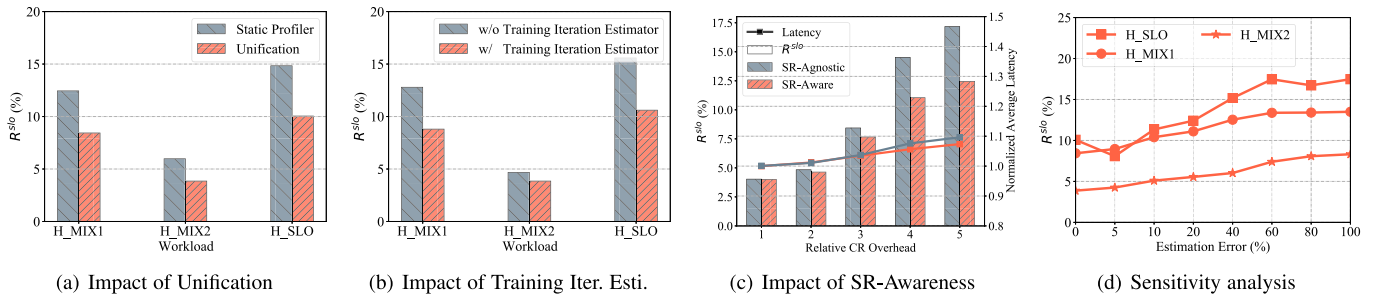 20
15
10
5
0
R^slo (%)
Static Profiler
Unification
H_MIX1
H_MIX2
H_SLO
Workload
(a) Impact of Unification
20
15
10
5
0
R^slo (%)
w/o Training Iteration Estimator
w/ Training Iteration Estimator
H_MIX1
H_MIX2
H_SLO
Workload
(b) Impact of Training Iter. Esti.
17.5
15.0
12.5
10.0
7.5
5.0
2.5
0.0
R^slo (%)
Latency
R^slo
SR-Agnostic
SR-Aware
1.5
1.4
1.3
1.2
1.1
1.0
0.9
0.8
Normalized Average Latency
1
2
3
4
5
Relative CR Overhead
(c) Impact of SR-Awareness
25
20
15
10
5
0
R^slo (%)
H_SLO
H_MIX1
H_MIX2
0
5
10
20
40
60
80
100
Estimation Error (%)
(d) Sensitivity analysis